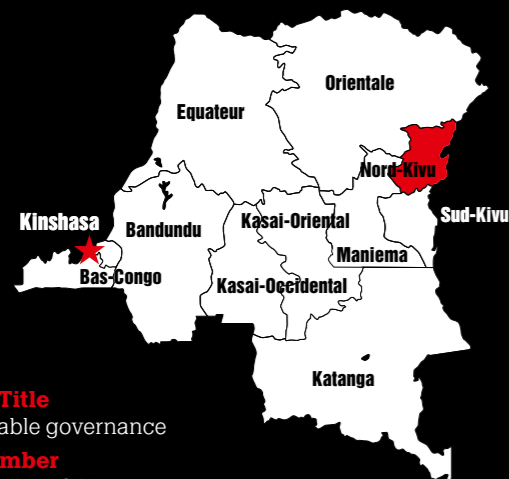 Orientale
Equateur
Nord-Kivu
Kinshasa
Bandundu
Kasai-Oriental
Sud-Kivu
Maniema
Bas-Congo
Kasai-Occidental
Katanga
Title
able governance
mber